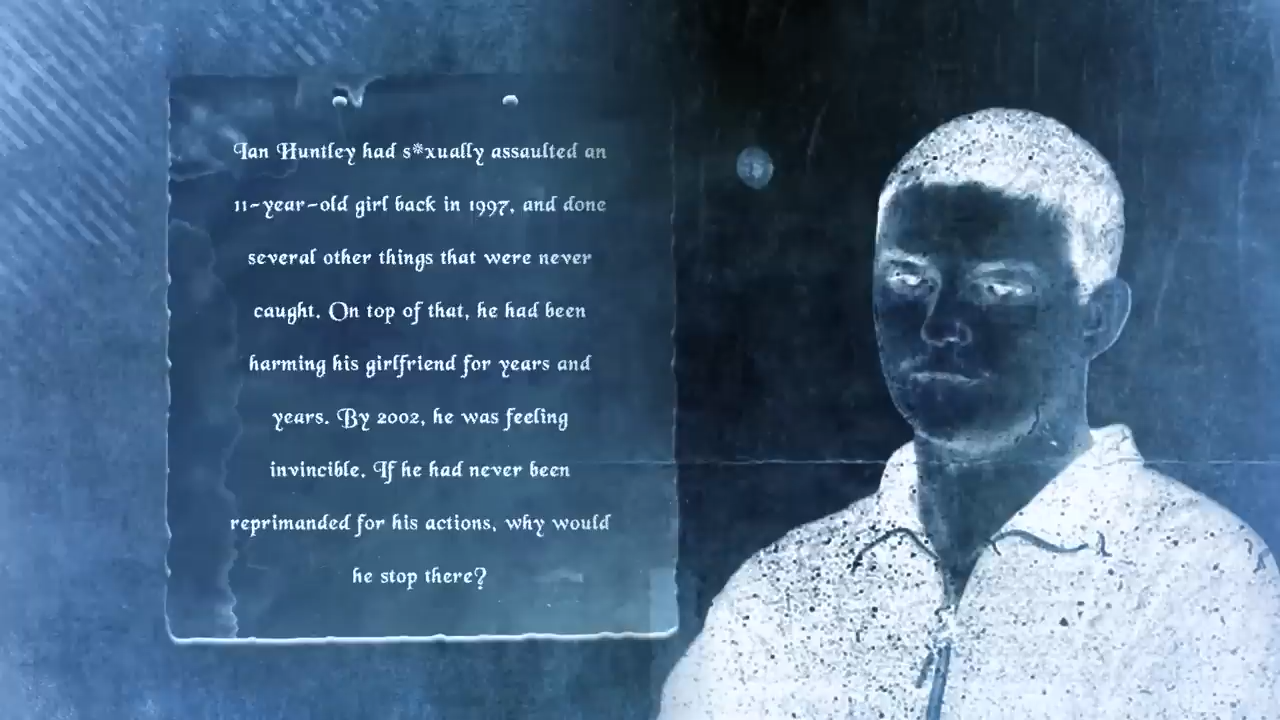 Ian Huntley had s*xually assaulted an
11-year-old girl back in 1997, and done
several other things that were never
caught. On top of that, he had been
harming his girlfriend for years and
years. By 2002, he was feeling
invincible. If he had never been
reprimanded for his actions, why would
he stop there?